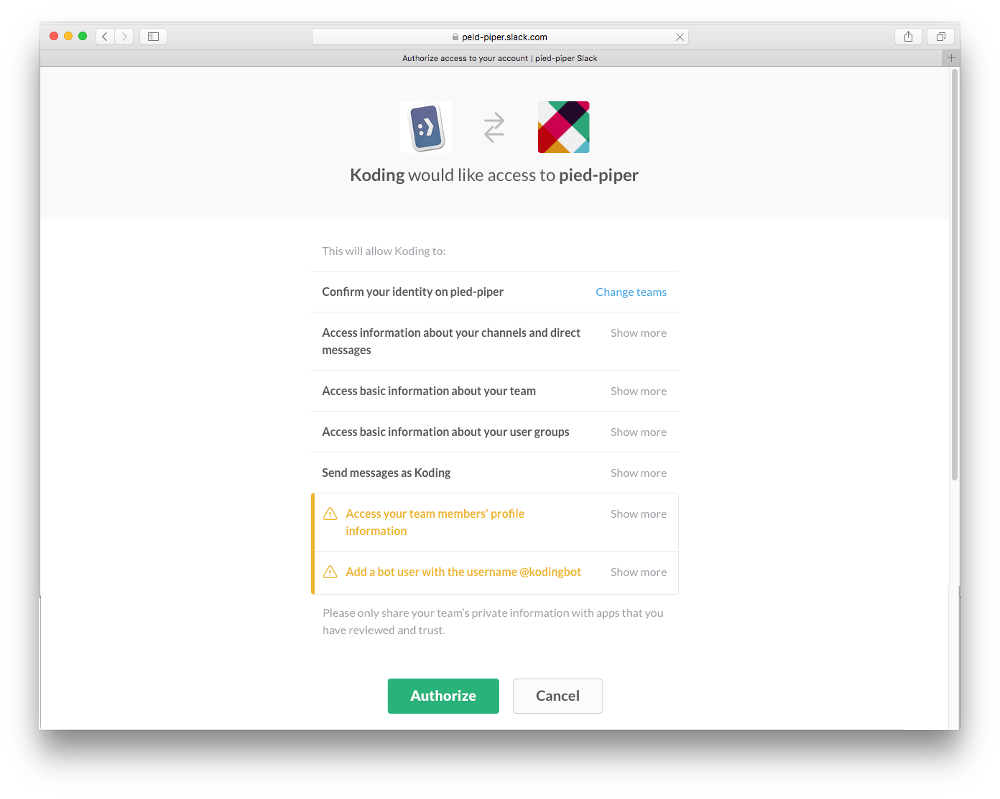 peid-piper.slack.com
Authorize access to your account | pied-piper Slack
Koding would like access to pied-piper
This will allow Koding to:
Confirm your identity on pied-piper Change teams
Access information about your channels and direct Show more
messages
Access basic information about your team Show more
Access basic information about your user groups Show more
Send messages as Koding Show more
Access your team members' profile Show more
information
Add a bot user with the username @kodingbot Show more
Please only share your team's private information with apps that you
have reviewed and trust.
Authorize Cancel